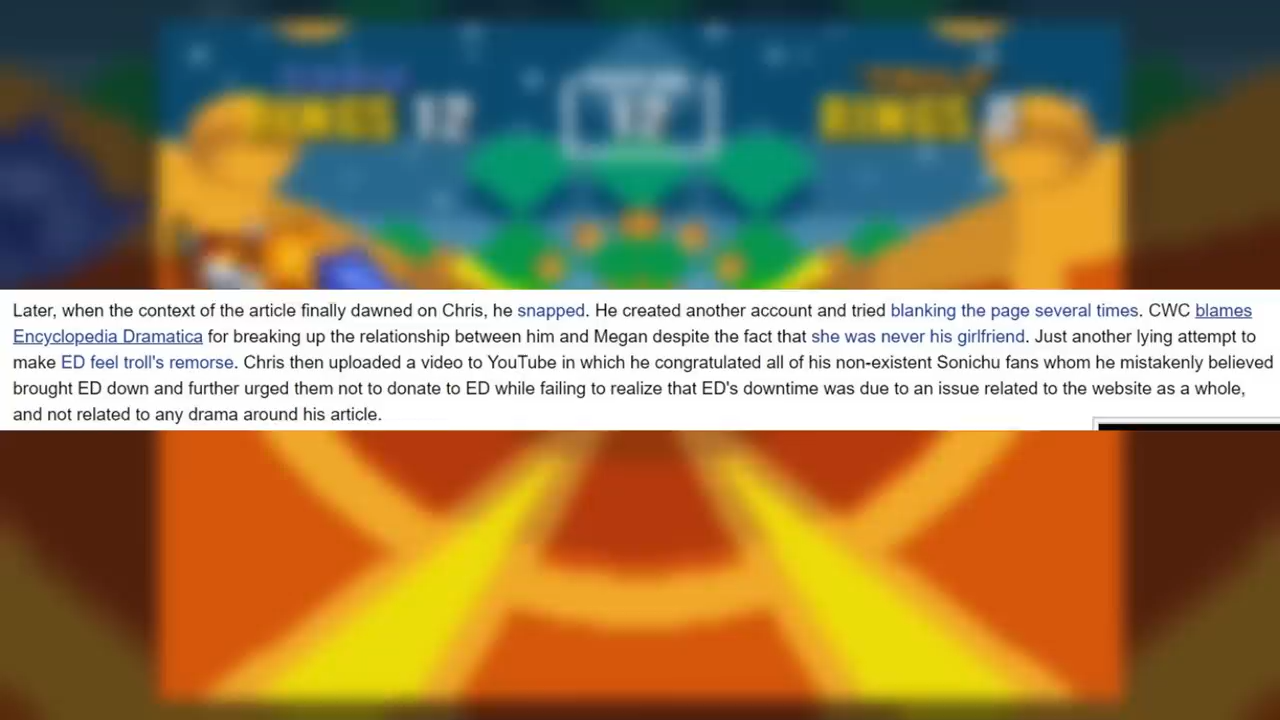 RINGS 12
12
RINGS
Later, when the context of the article finally dawned on Chris, he snapped. He created another account and tried blanking the page several times. CWC blames
Encyclopedia Dramatica for breaking up the relationship between him and Megan despite the fact that she was never his girlfriend. Just another lying attempt to
make ED feel troll's remorse. Chris then uploaded a video to YouTube in which he congratulated all of his non-existent Sonichu fans whom he mistakenly believed
brought ED down and further urged them not to donate to ED while failing to realize that ED's downtime was due to an issue related to the website as a whole,
and not related to any drama around his article.